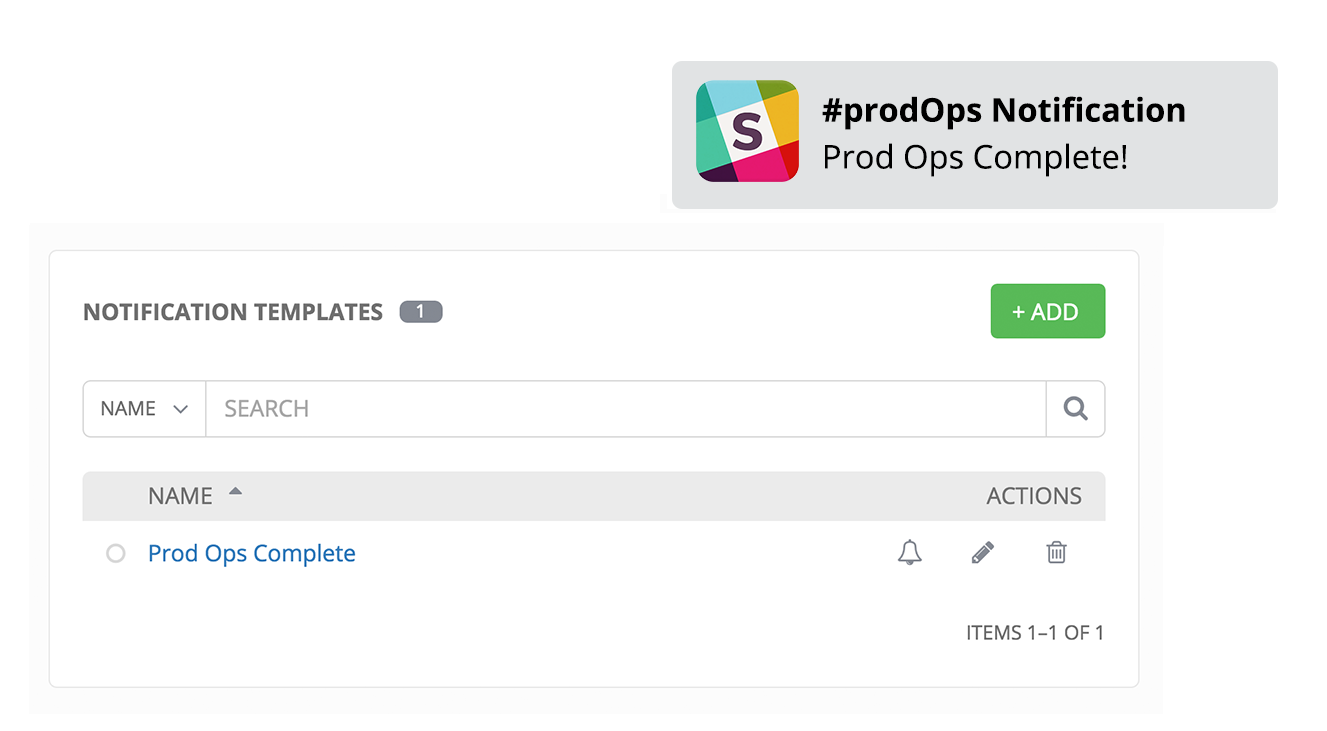 S
#prodOps Notification
Prod Ops Complete!
NOTIFICATION TEMPLATES 1
+ ADD
NAME SEARCH
NAME ACTIONS
Prod Ops Complete
ITEMS 1–1 OF 1